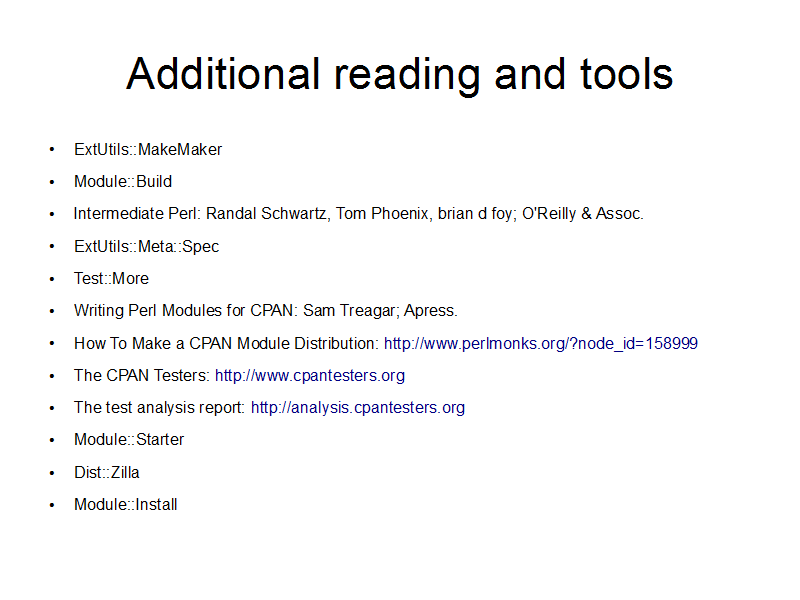 Additional reading and tools
• ExtUtils::MakeMaker
• Module::Build
• Intermediate Perl: Randal Schwartz, Tom Phoenix, brian d foy; O'Reilly & Assoc.
• ExtUtils::Meta::Spec
• Test::More
• Writing Perl Modules for CPAN: Sam Treagar; Apress.
• How To Make a CPAN Module Distribution: http://www.perlmonks.org/?node_id=158999
• The CPAN Testers: http://www.cpantesters.org
• The test analysis report: http://analysis.cpantesters.org
• Module::Starter
• Dist::Zilla
• Module::Install